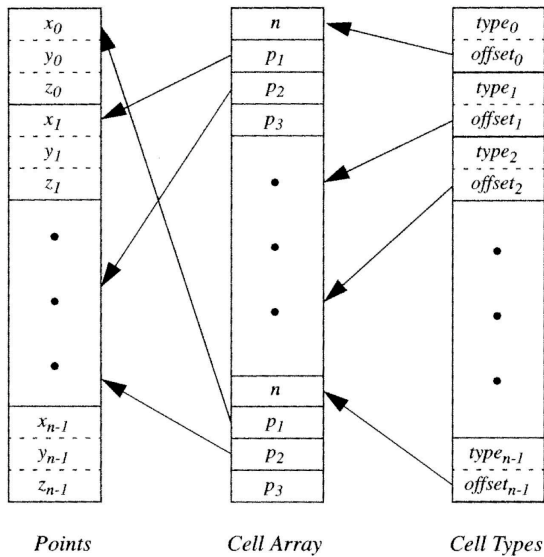 x0
y0
z0
x1
y1
z1
xn-1
yn-1
zn-1
Points
n
p1
p2
p3
n
p1
p2
p3
Cell Array
type0
offset0
type1
offset1
type2
offset2
typen-1
offsetn-1
Cell Types